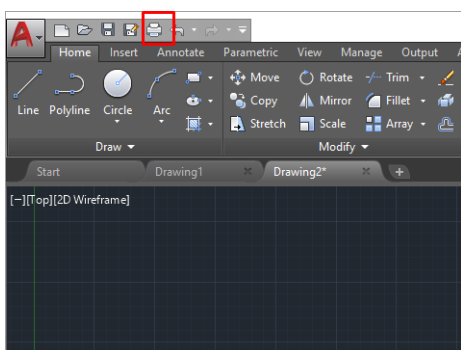 A
Home Insert Annotate Parametric View Manage Output A
Line Polyline Circle Arc
Move Rotate Trim
Copy Mirror Fillet
Stretch Scale Array
Draw Modify
Start Drawing1 Drawing2*
[−][Top][2D Wireframe]